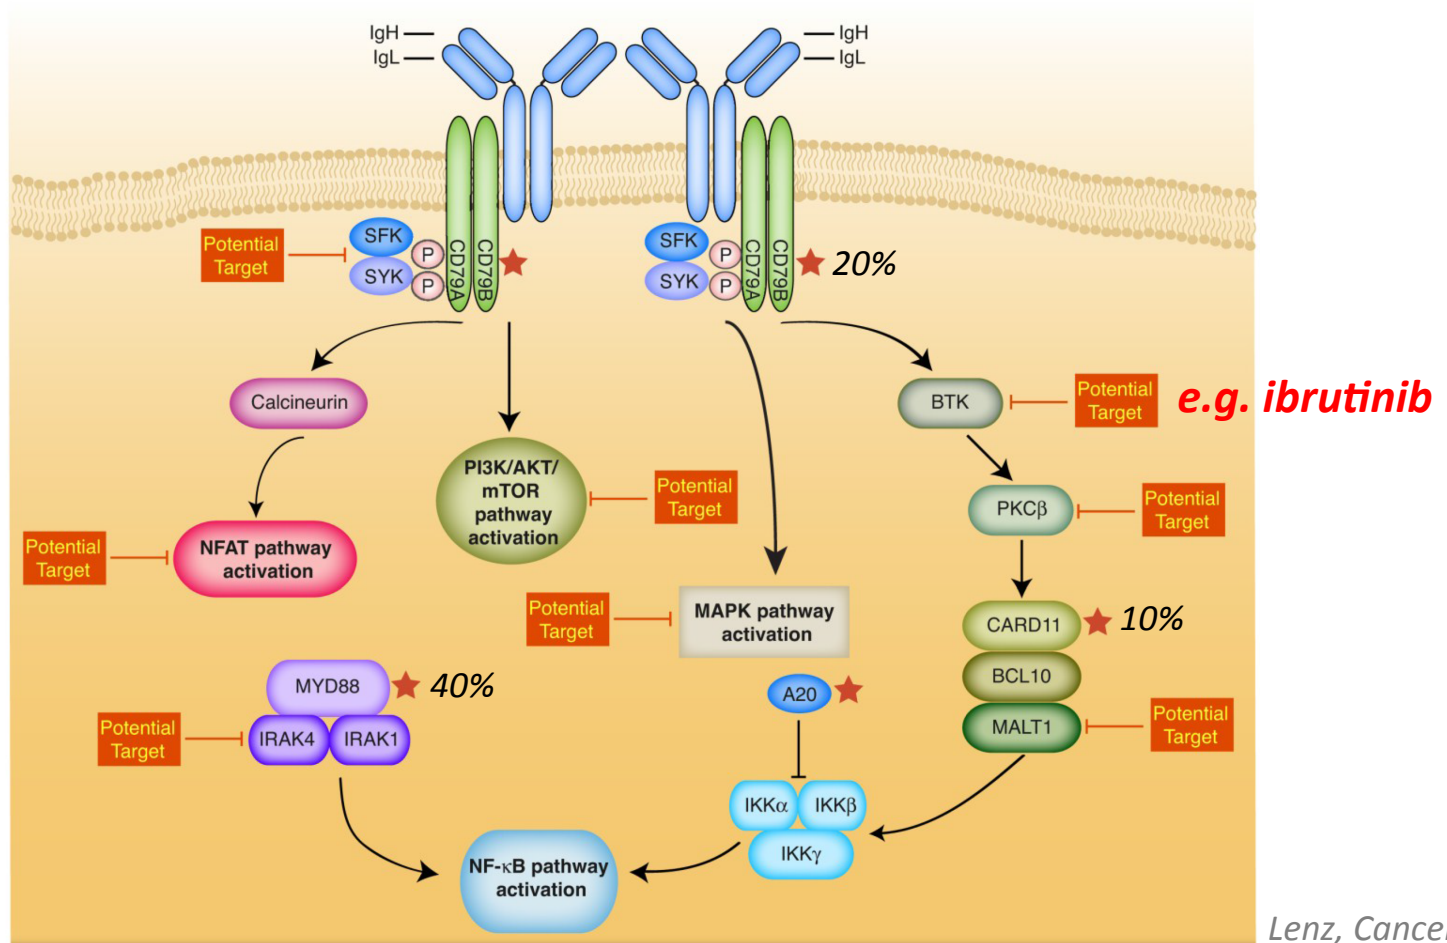 IgH
IgL
IgH
IgL
Potential
Target
SFK
SYK
P
P
CD79A
CD79B
SFK
SYK
P
P
CD79A
CD79B
20%
Calcineurin
BTK
Potential
Target
e.g. ibrutinib
PI3K/AKT/
mTOR
pathway
activation
Potential
Target
PKCβ
Potential
Target
Potential
Target
NFAT pathway
activation
Potential
Target
MAPK pathway
activation
CARD11
10%
BCL10
MALT1
Potential
Target
MYD88
40%
IRAK4
IRAK1
Potential
Target
A20
IKKα
IKKβ
IKKγ
NF-κB pathway
activation
Lenz, Cancer